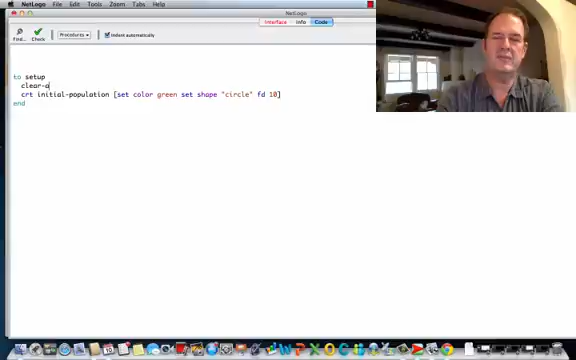 NetLogo File Edit Tools Zoom Tabs Help
NetLogo
Interface Info Code
Find... Check Procedures Indent automatically
to setup
clear-a
crt initial-population [set color green set shape "circle" fd 10]
end